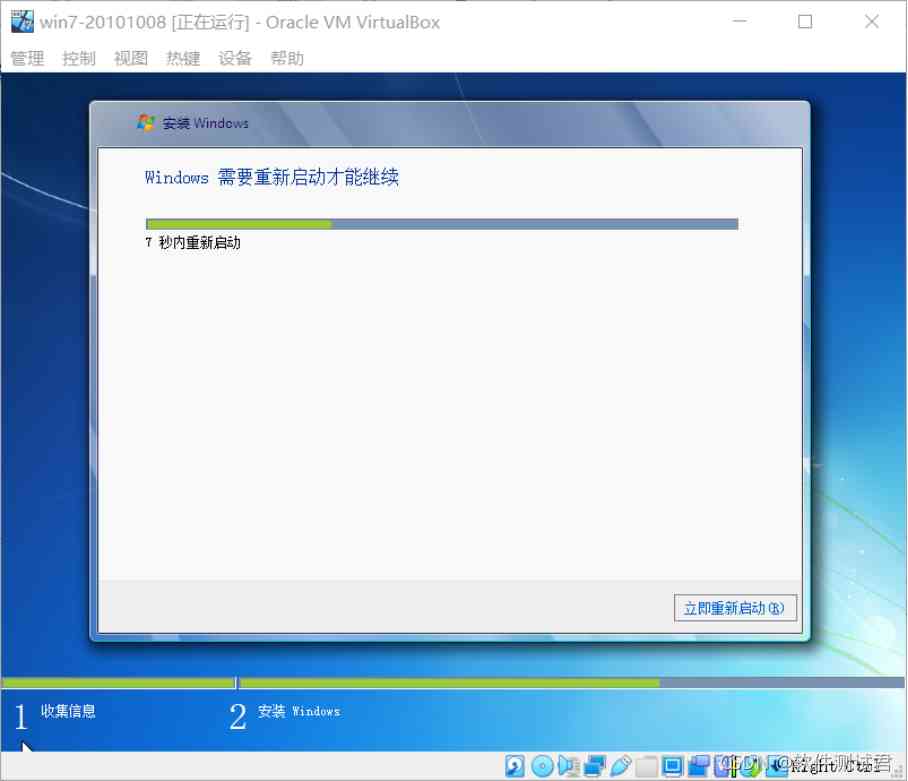 win7-20101008 [正在运行] - Oracle VM VirtualBox
管理 控制 视图 热键 设备 帮助
安装 Windows
Windows 需要重新启动才能继续
7 秒内重新启动
立即重新启动(R)
1 收集信息 2 安装 Windows
Right Ctrl
CSDN @软件测试君